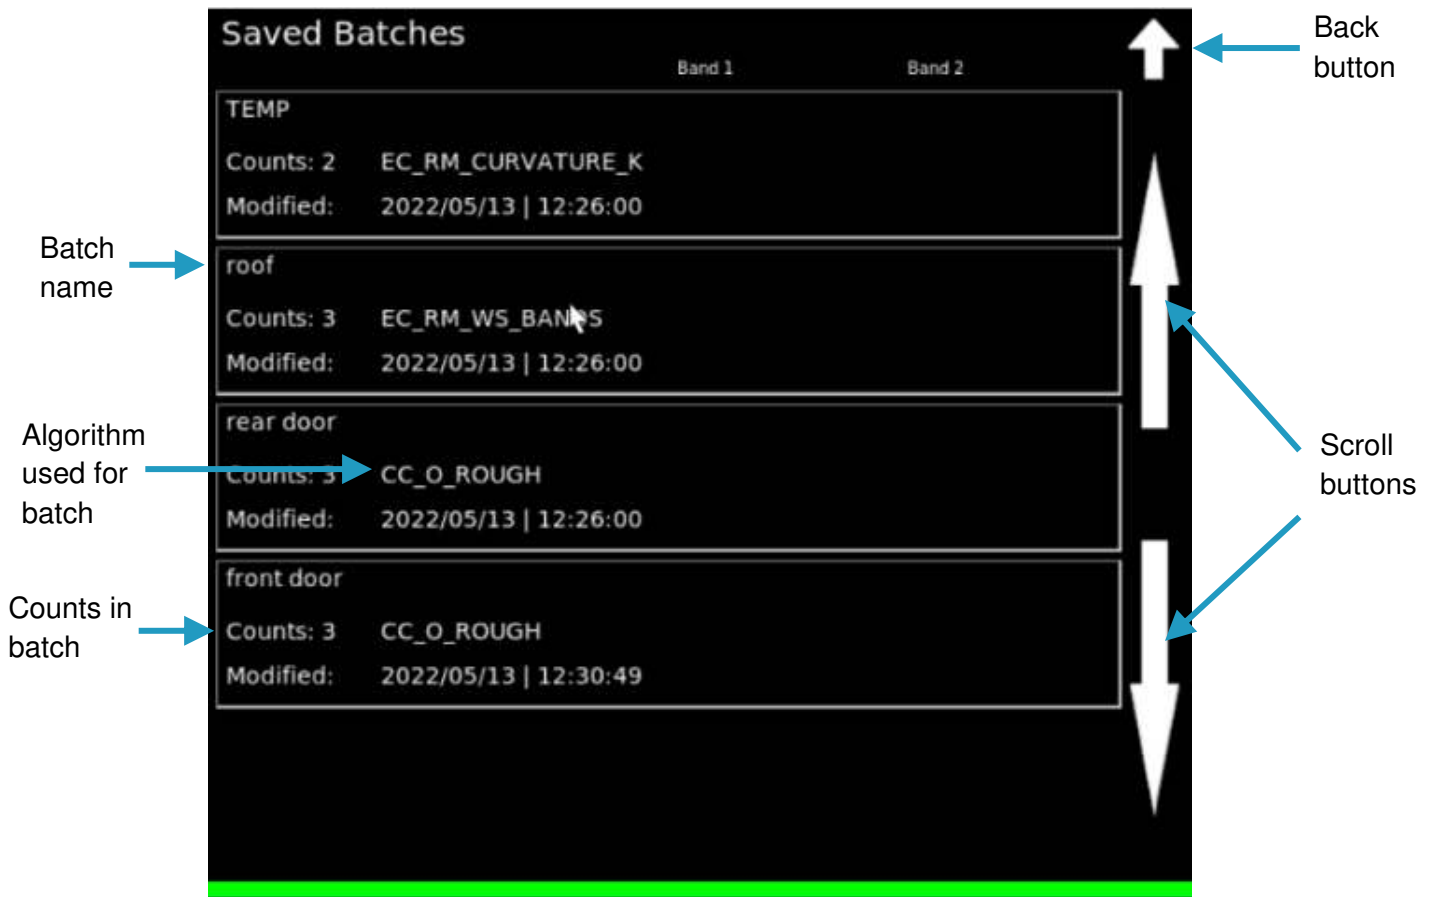 Saved Batches
Band 1 Band 2
TEMP
Counts: 2 EC_RM_CURVATURE_K
Modified: 2022/05/13 | 12:26:00
roof
Counts: 3 EC_RM_WS_BANDS
Modified: 2022/05/13 | 12:26:00
rear door
Counts: 3 CC_O_ROUGH
Modified: 2022/05/13 | 12:26:00
front door
Counts: 3 CC_O_ROUGH
Modified: 2022/05/13 | 12:30:49
Batch
name
Algorithm
used for
batch
Counts in
batch
Back
button
Scroll
buttons